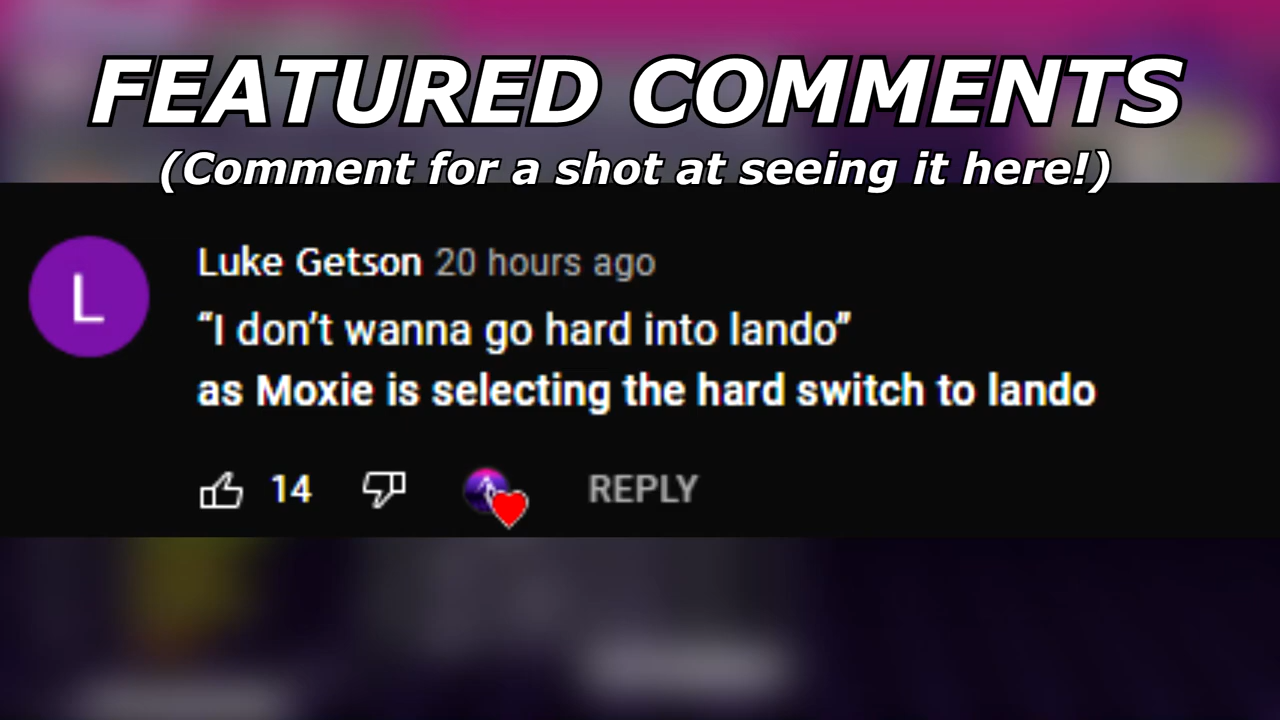 FEATURED COMMENTS
(Comment for a shot at seeing it here!)
L
Luke Getson 20 hours ago
“I don’t wanna go hard into lando”
as Moxie is selecting the hard switch to lando
14 REPLY